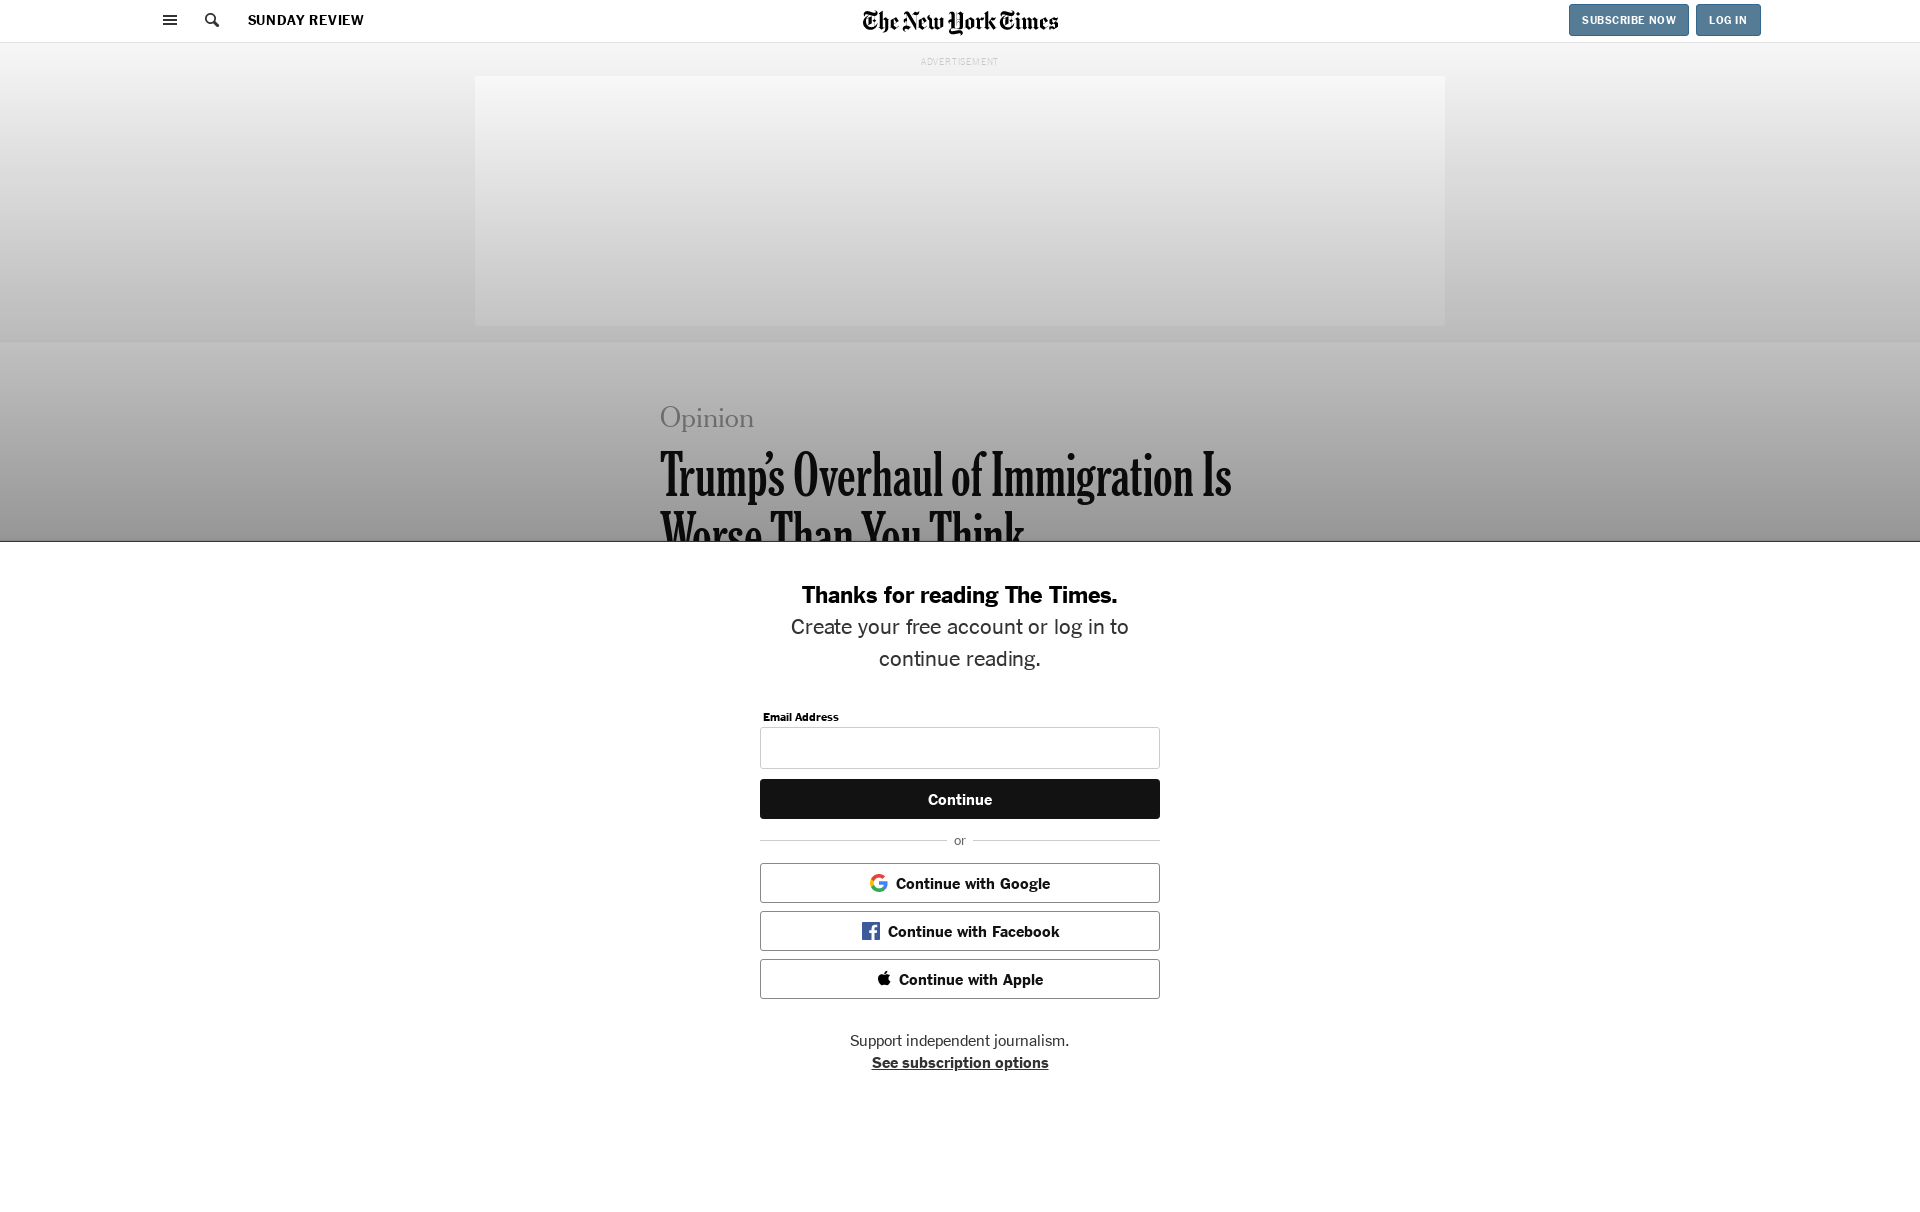 SUNDAY REVIEW
The New York Times
SUBSCRIBE NOW
LOG IN
ADVERTISEMENT
Opinion
Trump’s Overhaul of Immigration Is
Worse Than You Think
Thanks for reading The Times.
Create your free account or log in to
continue reading.
Email Address
Continue
or
Continue with Google
Continue with Facebook
Continue with Apple
Support independent journalism.
See subscription options